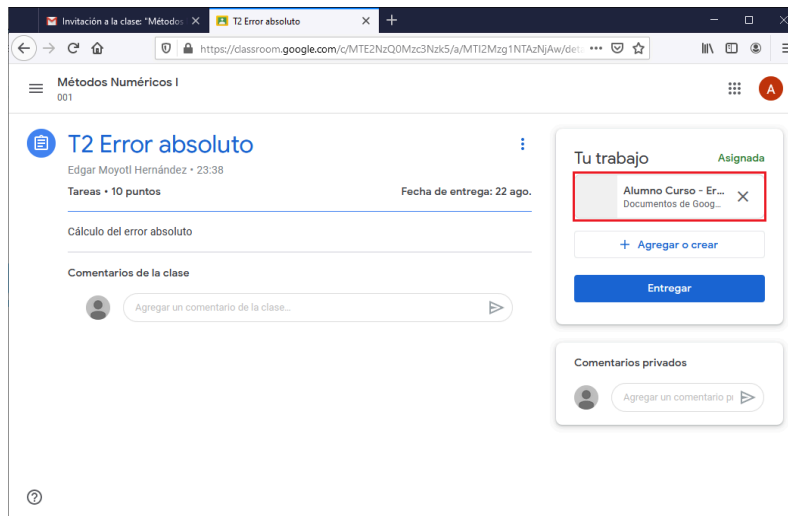 Invitación a la clase: "Métodos
T2 Error absoluto
https://classroom.google.com/c/MTE2NzQ0Mzc3Nzk5/a/MTI2Mzg1NTAzNjAw/det
Métodos Numéricos I
001
A
T2 Error absoluto
Edgar Moyotl Hernández • 23:38
Tareas • 10 puntos
Fecha de entrega: 22 ago.
Cálculo del error absoluto
Comentarios de la clase
Agregar un comentario de la clase...
Tu trabajo
Asignada
Alumno Curso - Er...
Documentos de Goog...
+ Agregar o crear
Entregar
Comentarios privados
Agregar un comentario pr